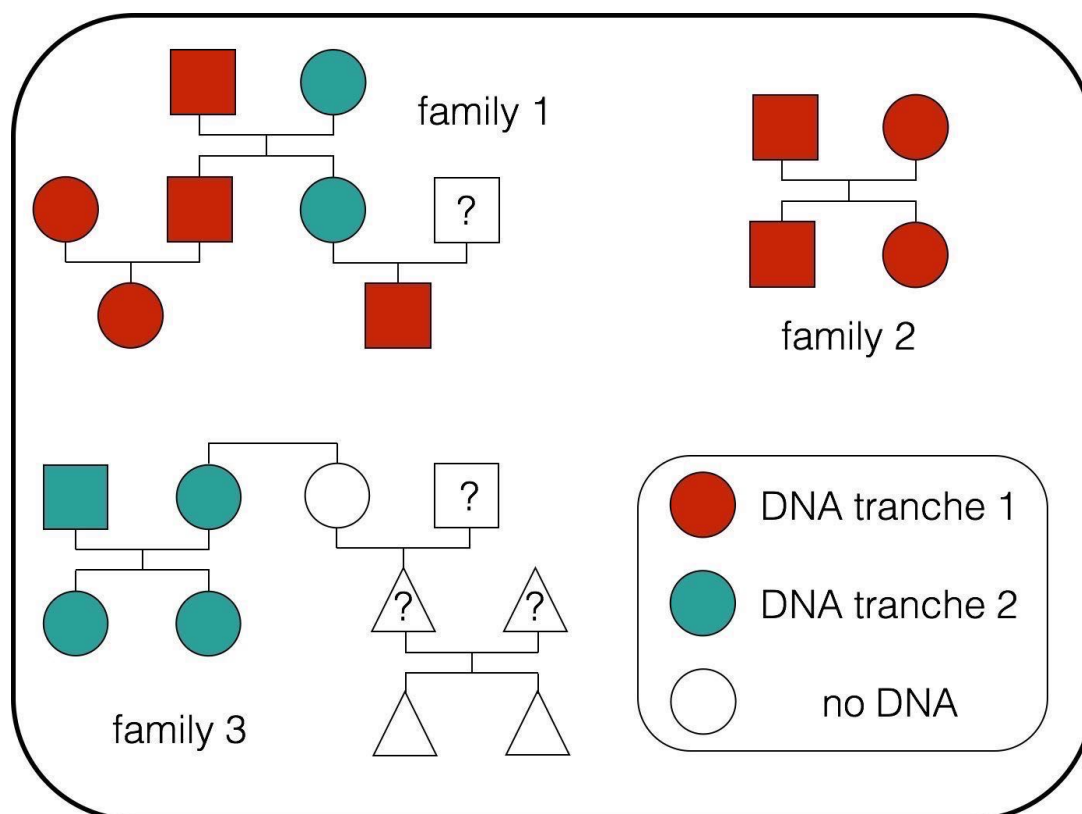 family 1
?
family 2
?
? ?
family 3
DNA tranche 1
DNA tranche 2
no DNA